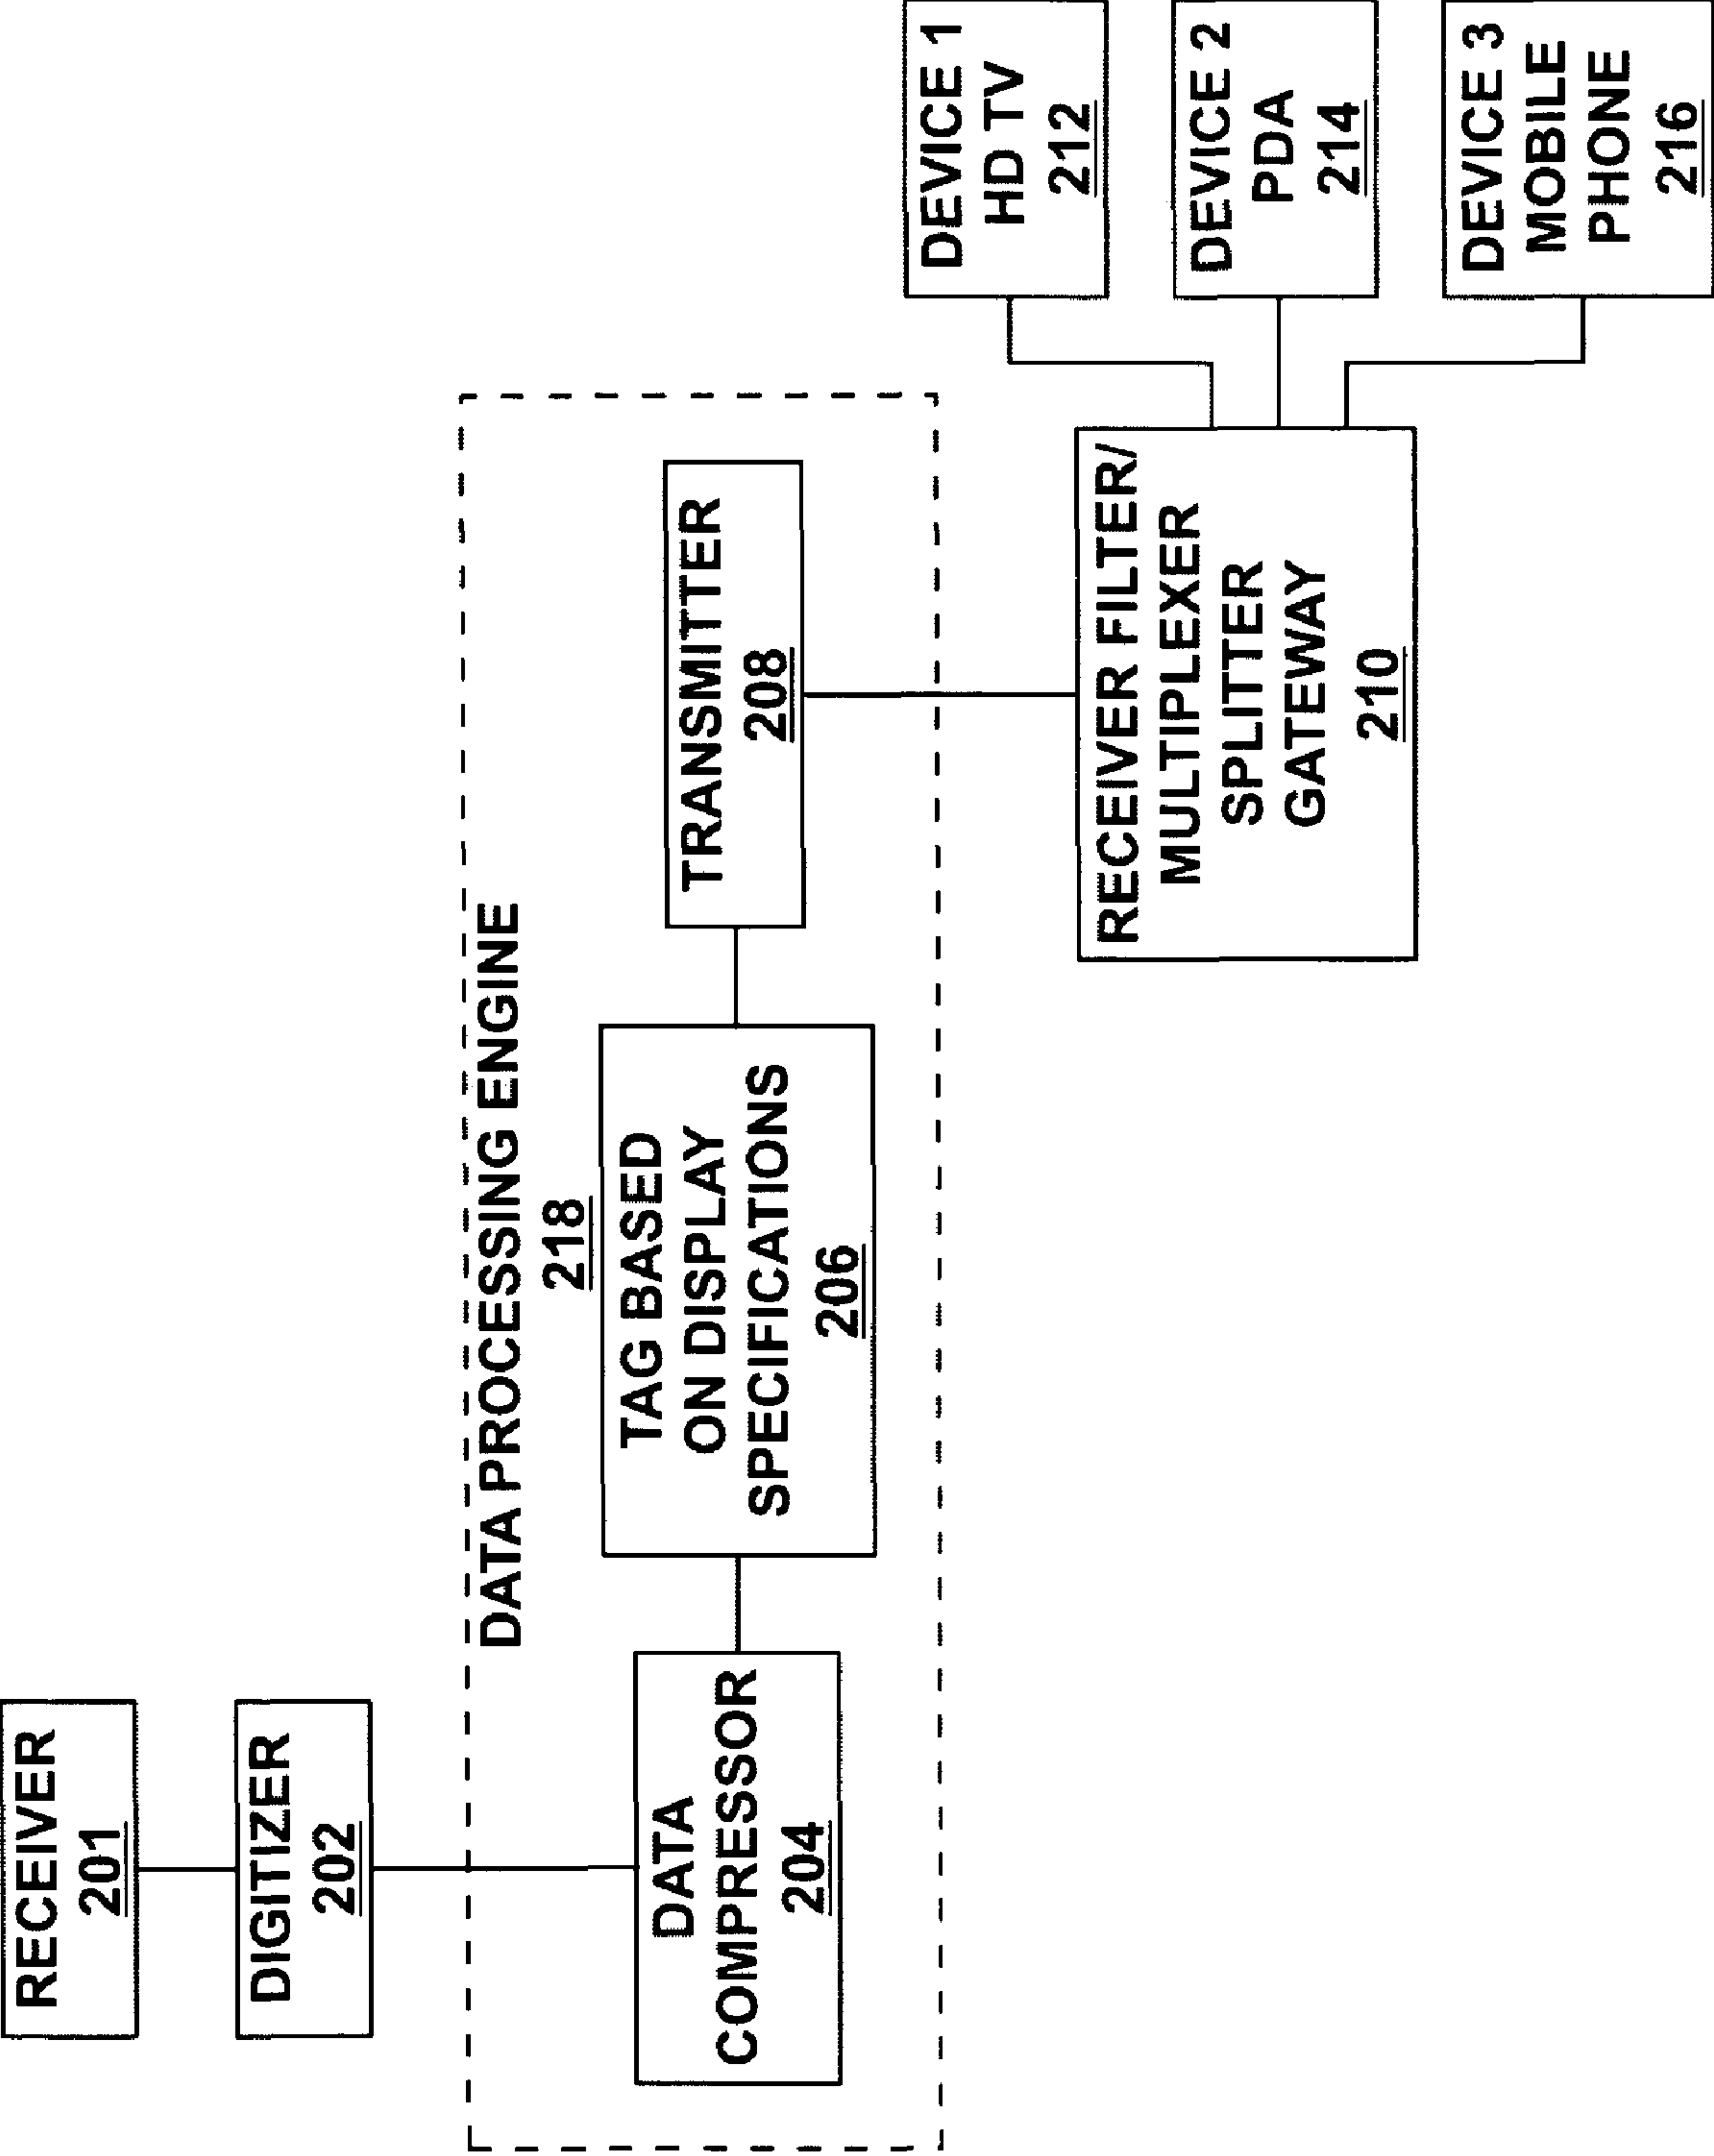 RECEIVER
201
DIGITIZER
202
DATA PROCESSING ENGINE
218
DATA
COMPRESSOR
204
TAG BASED
ON DISPLAY
SPECIFICATIONS
206
TRANSMITTER
208
RECEIVER FILTER/
MULTIPLEXER
SPLITTER
GATEWAY
210
DEVICE 1
HD TV
212
DEVICE 2
PDA
214
DEVICE 3
MOBILE
PHONE
216